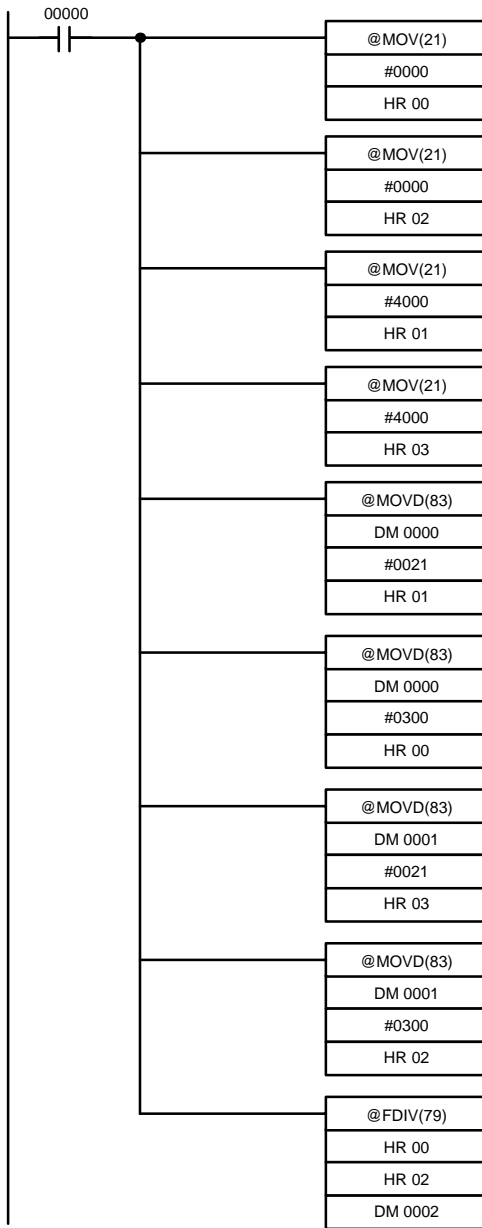 00000
@MOV(21)
#0000
HR 00
@MOV(21)
#0000
HR 02
@MOV(21)
#4000
HR 01
@MOV(21)
#4000
HR 03
@MOVD(83)
DM 0000
#0021
HR 01
@MOVD(83)
DM 0000
#0300
HR 00
@MOVD(83)
DM 0001
#0021
HR 03
@MOVD(83)
DM 0001
#0300
HR 02
@FDIV(79)
HR 00
HR 02
DM 0002